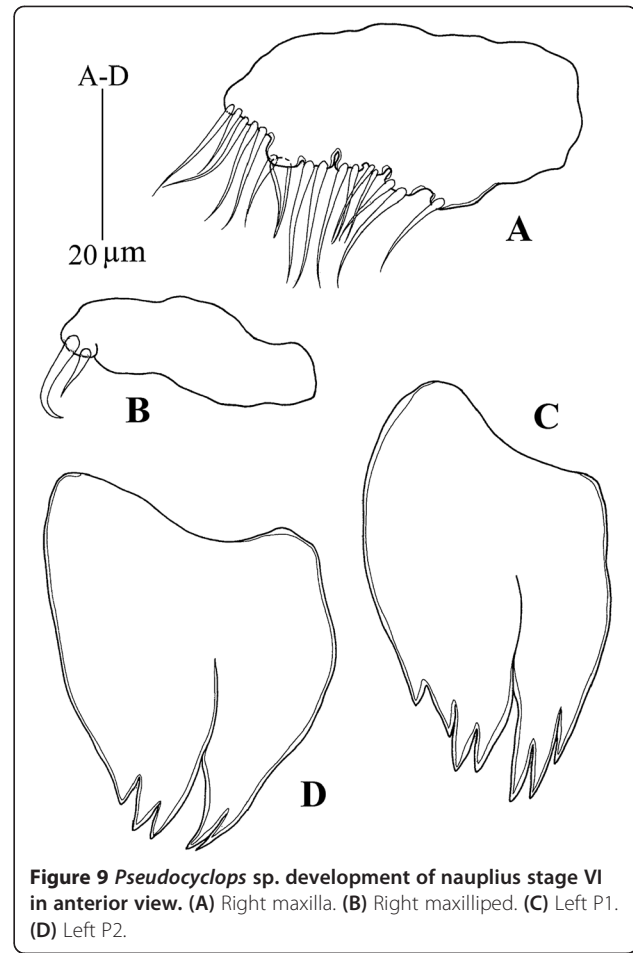 A-D
20 µm
A
B
C
D
Figure 9 Pseudocyclops sp. development of nauplius stage VI
in anterior view. (A) Right maxilla. (B) Right maxilliped. (C) Left P1.
(D) Left P2.